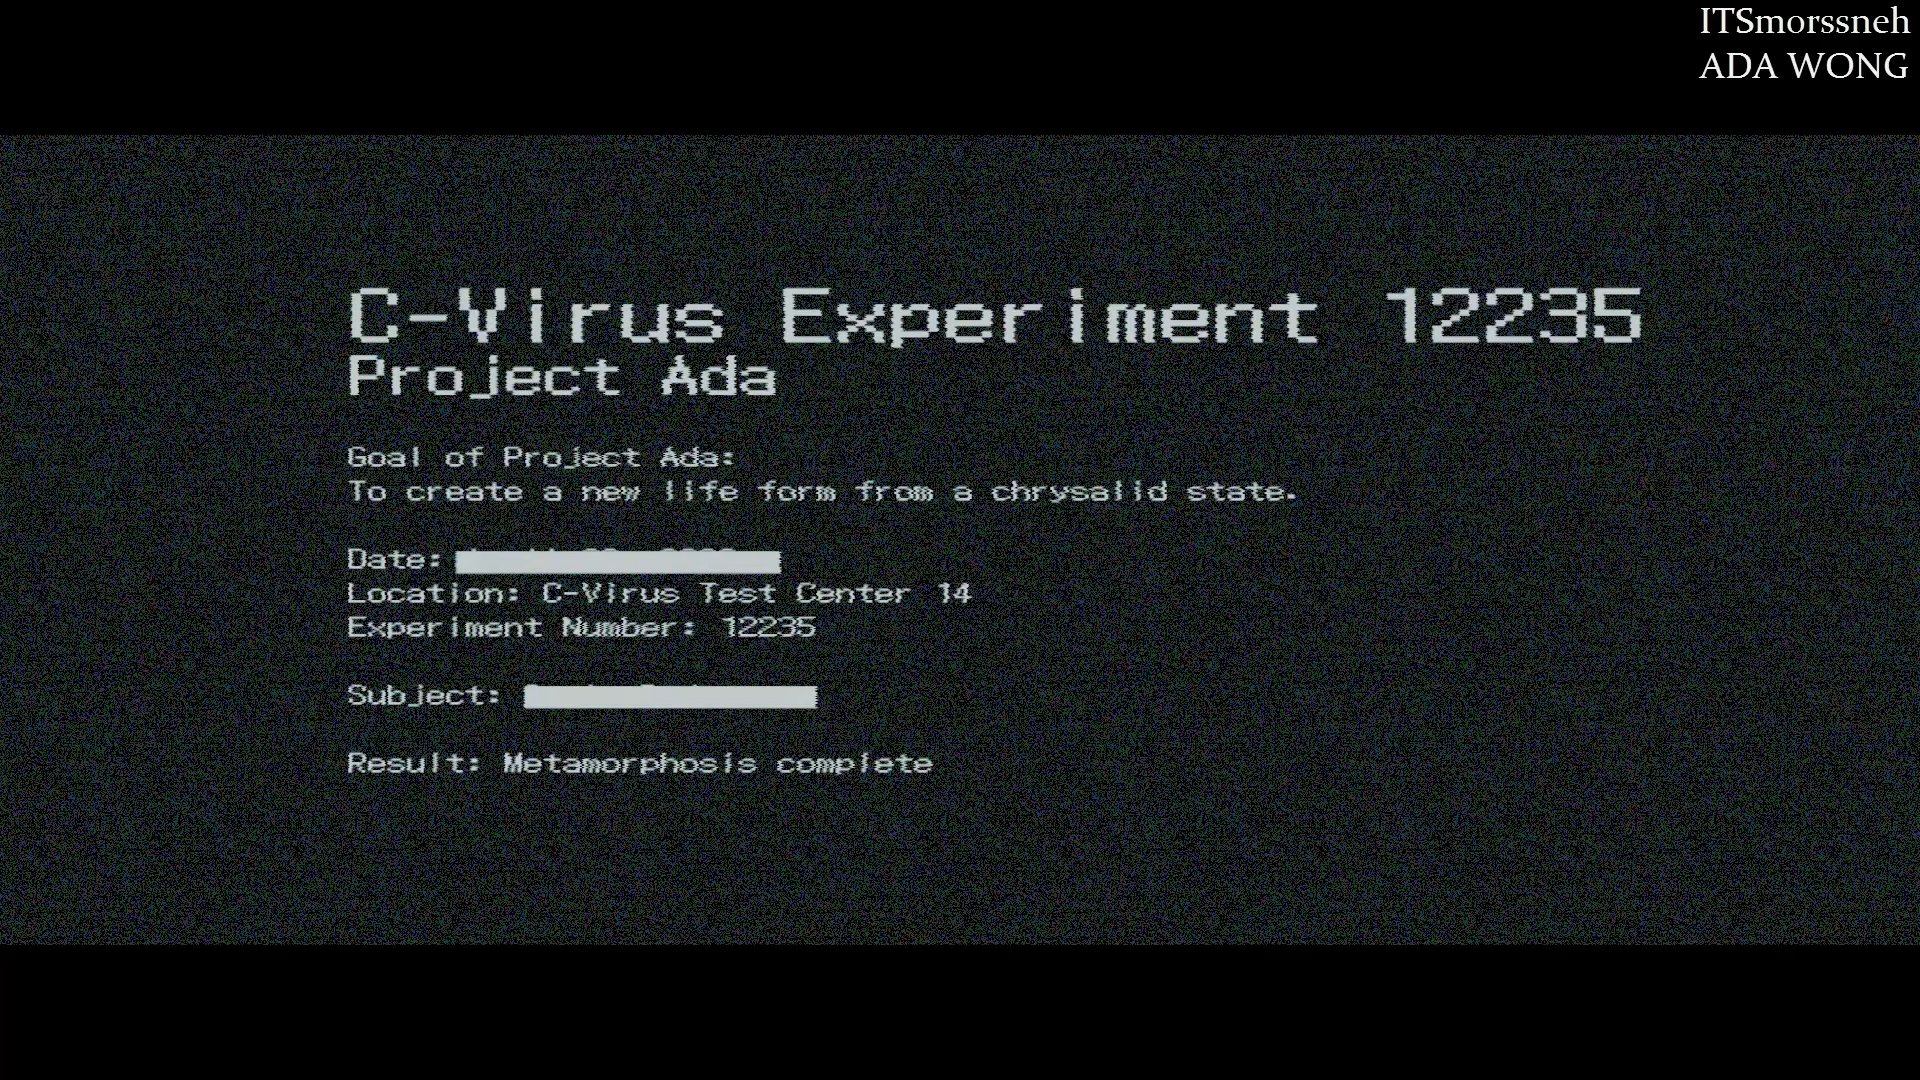 ITSmorssneh
ADA WONG
C-Virus Experiment 12235
Project Ada
Goal of Project Ada:
To create a new life form from a chrysalid state.
Date:
Location: C-Virus Test Center 14
Experiment Number: 12235
Subject:
Result: Metamorphosis complete